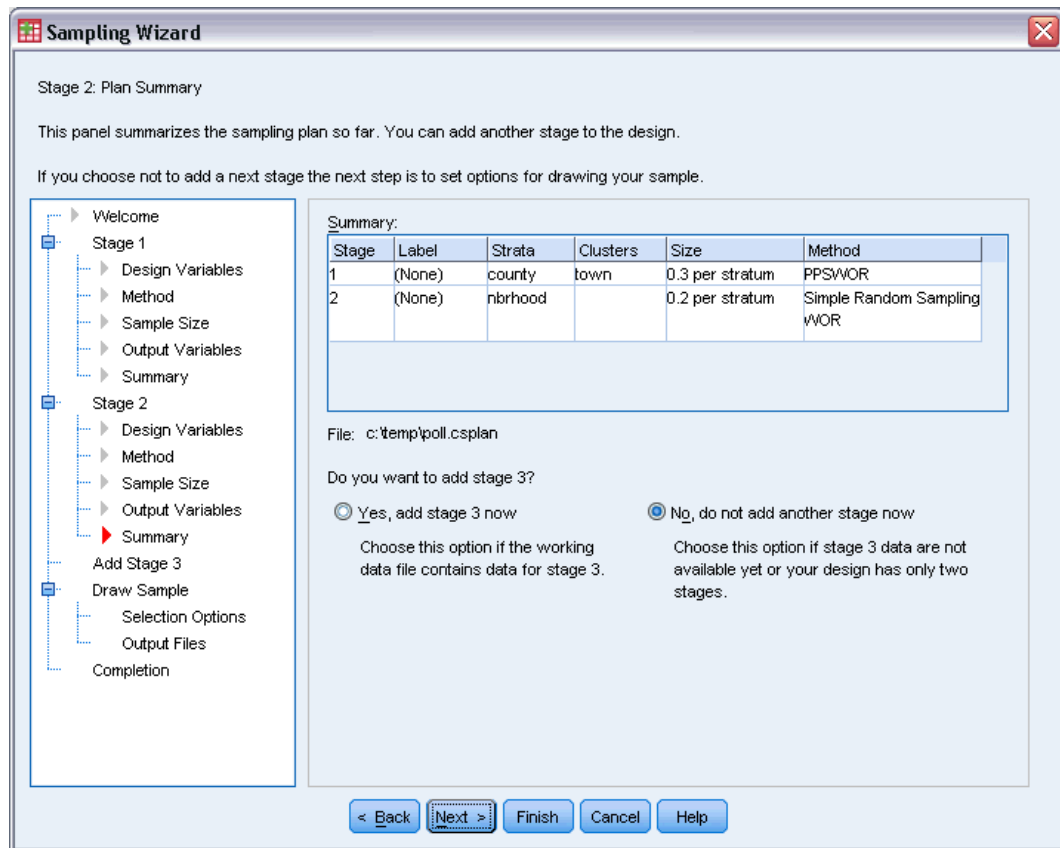 Sampling Wizard
Stage 2: Plan Summary
This panel summarizes the sampling plan so far. You can add another stage to the design.
If you choose not to add a next stage the next step is to set options for drawing your sample.
Welcome
Stage 1
Design Variables
Method
Sample Size
Output Variables
Summary
Stage 2
Design Variables
Method
Sample Size
Output Variables
Summary
Add Stage 3
Draw Sample
Selection Options
Output Files
Completion
Summary:
Stage Label Strata Clusters Size Method
1 (None) county town 0.3 per stratum PPSWOR
2 (None) nbrhood 0.2 per stratum Simple Random Sampling
WOR
File: c:\temp\poll.csplan
Do you want to add stage 3?
Yes, add stage 3 now
Choose this option if the working
data file contains data for stage 3.
No, do not add another stage now
Choose this option if stage 3 data are not
available yet or your design has only two
stages.
< Back Next > Finish Cancel Help